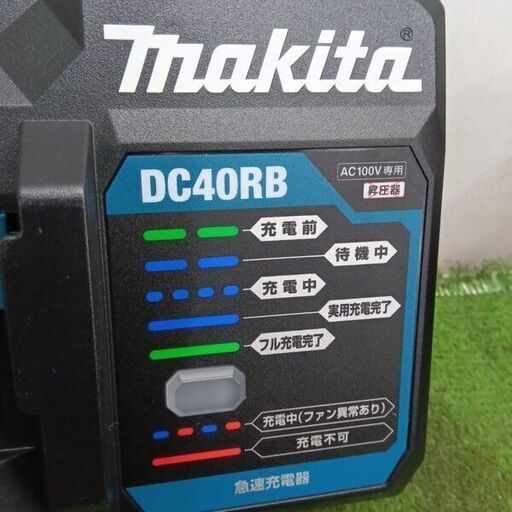 makita®
DC40RB
AC100V専用
昇圧器
充電前
待機中
充電中
実用充電完了
フル充電完了
充電中(ファン異常あり)
充電不可
急速充電器